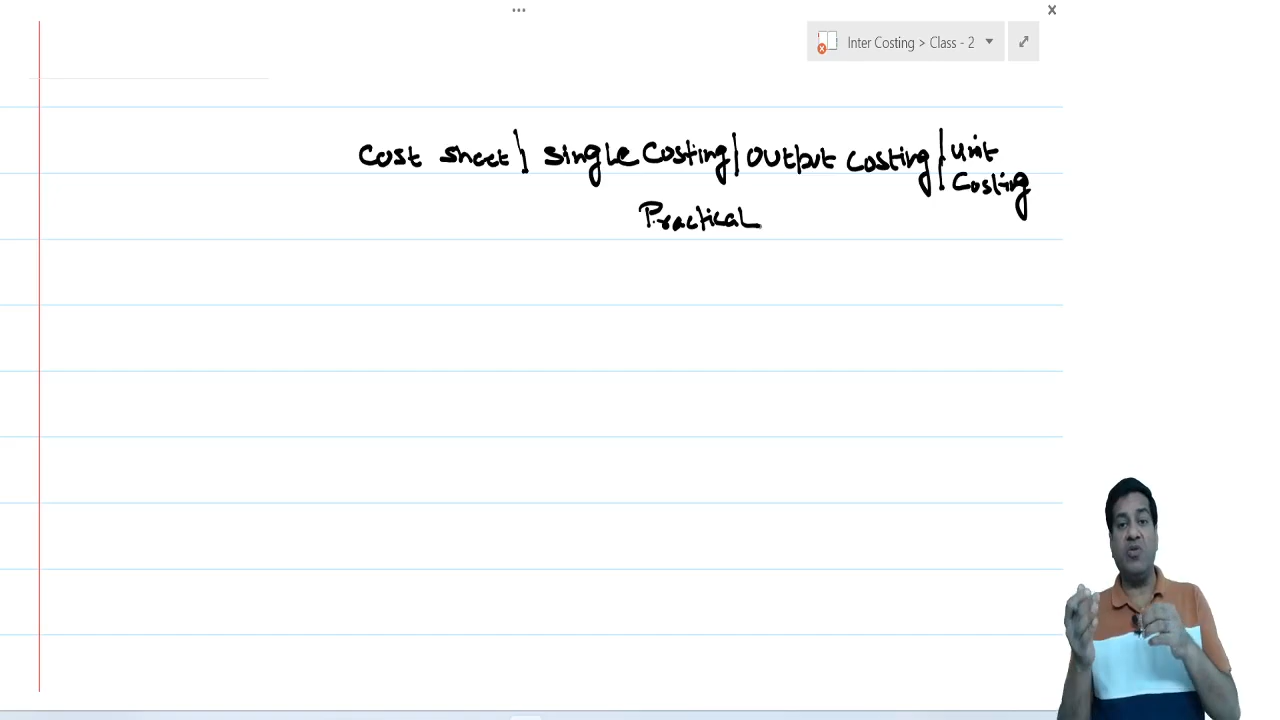 Inter Costing > Class - 2
Cost sheet | Single Costing | Output Costing | Unit Costing
Practical